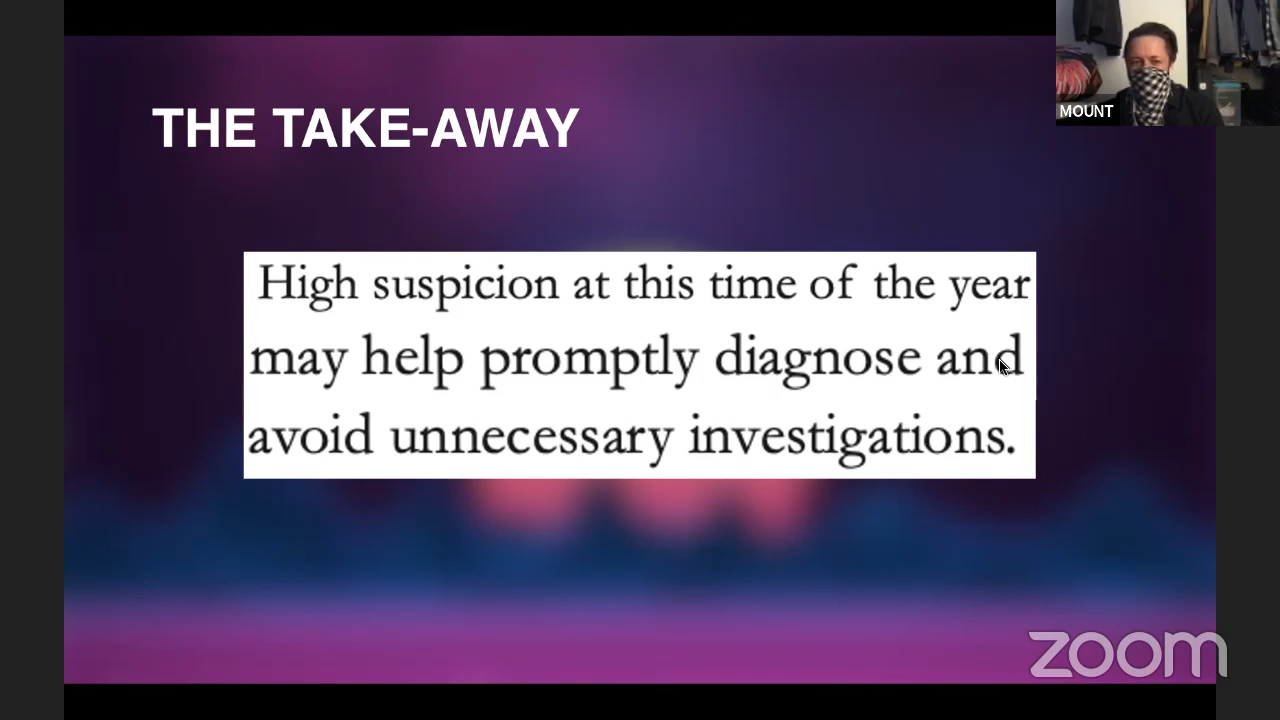 MOUNT
THE TAKE-AWAY
High suspicion at this time of the year
may help promptly diagnose and
avoid unnecessary investigations.
zoom